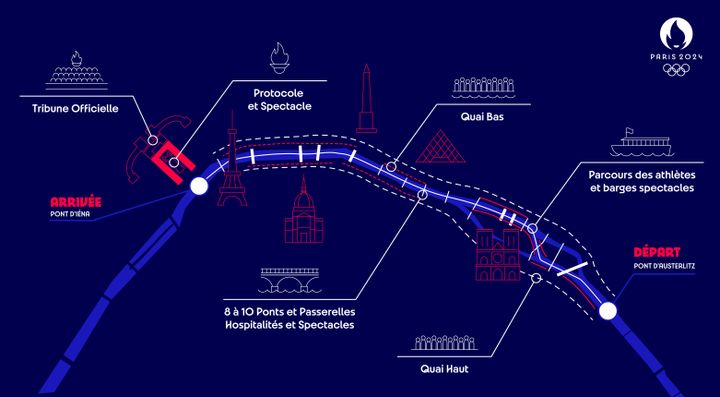 PARIS 2024
Tribune Officielle
Protocole
et Spectacle
Quai Bas
Parcours des athlètes
et barges spectacles
ARRIVÉE
PONT D'IÉNA
DÉPART
PONT D'AUSTERLITZ
8 à 10 Ponts et Passerelles
Hospitalités et Spectacles
Quai Haut